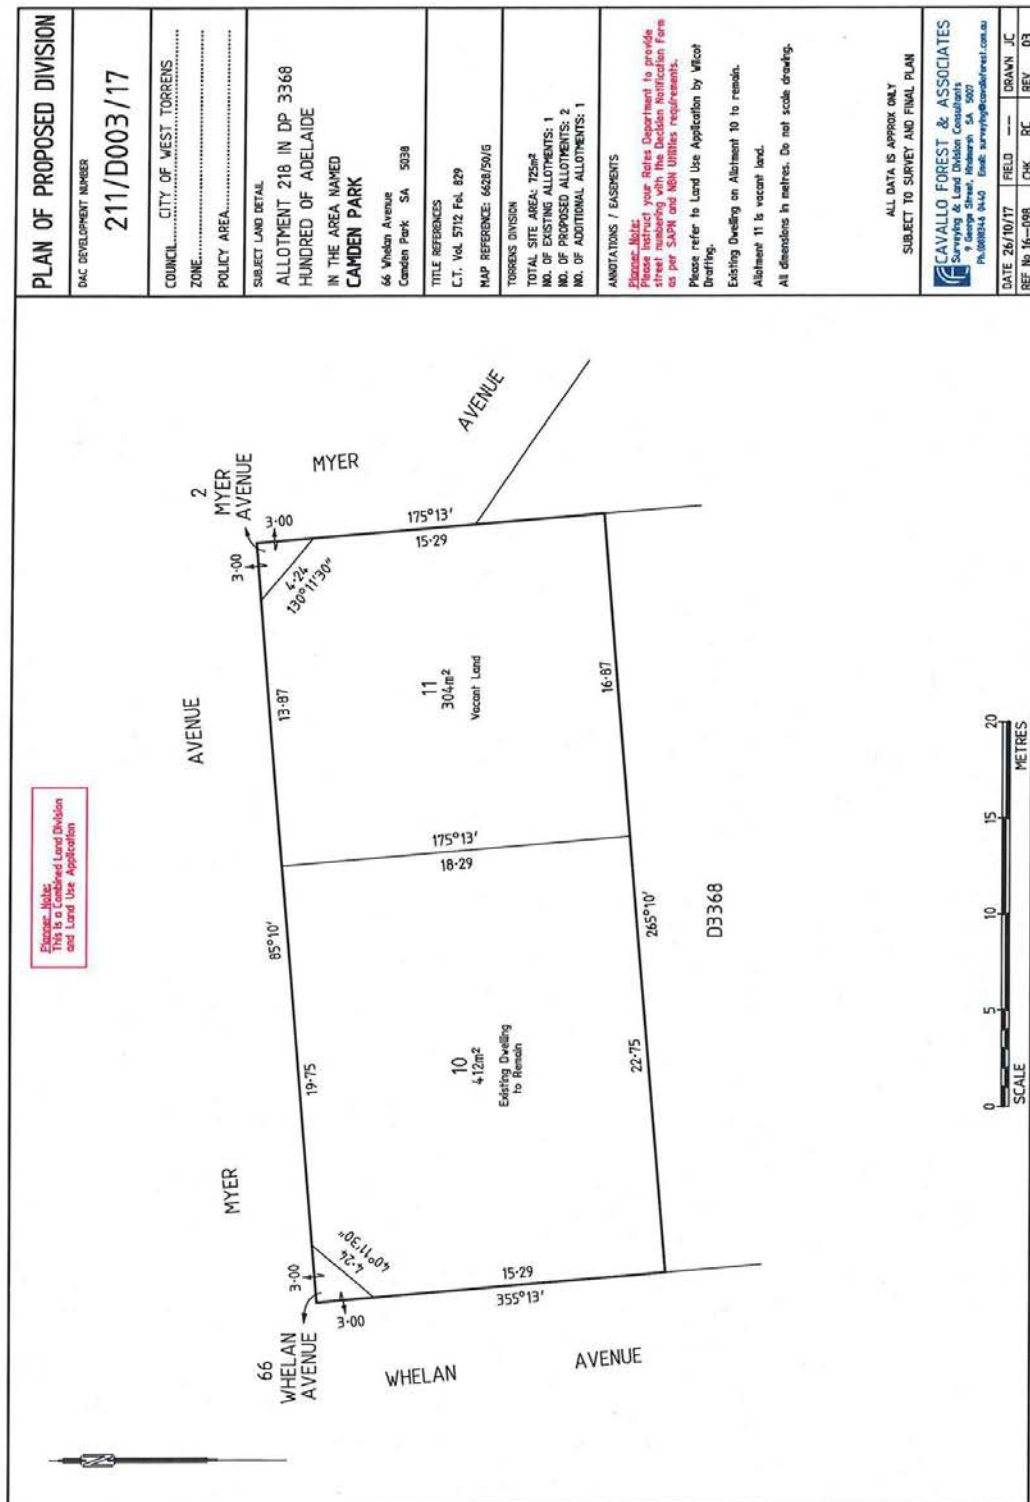 PLAN OF PROPOSED DIVISION
DAC DEVELOPMENT NUMBER
211/D003/17
COUNCIL CITY OF WEST TORRENS
ZONE
POLICY AREA
SUBJECT LAND DETAIL
ALLOTMENT 218 IN DP 3368
HUNDRED OF ADELAIDE
IN THE AREA NAMED
CAMDEN PARK
66 Whelan Avenue
Camden Park SA 5038
TITLE REFERENCES
C.T. Vol. 5712 Fol. 829
MAP REFERENCE: 6628/50/G
TORRENS DIVISION
TOTAL SITE AREA: 725m²
NO. OF EXISTING ALLOTMENTS: 1
NO. OF PROPOSED ALLOTMENTS: 2
NO. OF ADDITIONAL ALLOTMENTS: 1
ANNOTATIONS / EASEMENTS
Planner Note:
Please instruct your Rates Department to provide
street numbering with the Decision Notification Form
as per SAPN and NBN Utilities requirements.
Please refer to Land Use Application by Wilcot
Drafting.
Existing Dwelling on Allotment 10 to remain.
Allotment 11 is vacant land.
All dimensions in metres. Do not scale drawing.
ALL DATA IS APPROX ONLY
SUBJECT TO SURVEY AND FINAL PLAN
CAVALLO FOREST & ASSOCIATES
Surveying & Land Division Consultants
9 George Street, Hindmarsh SA 5007
DATE 26/10/17 FIELD -- DRAWN JC
REF No 16-098 CHK RC REV 03
Planner Note:
This is a Combined Land Division
and Land Use Application
MYER
AVENUE
2
MYER
AVENUE
3·00
3·00
4·24
130°11'30"
MYER
AVENUE
175°13'
15·29
85°10'
19·75
13·87
66
WHELAN
AVENUE
3·00
3·00
4·24
40°11'30"
10
412m²
Existing Dwelling
to Remain
175°13'
18·29
11
304m²
Vacant Land
15·29
355°13'
22·75
265°10'
16·87
WHELAN
AVENUE
D3368
0 5 10 15 20
SCALE METRES